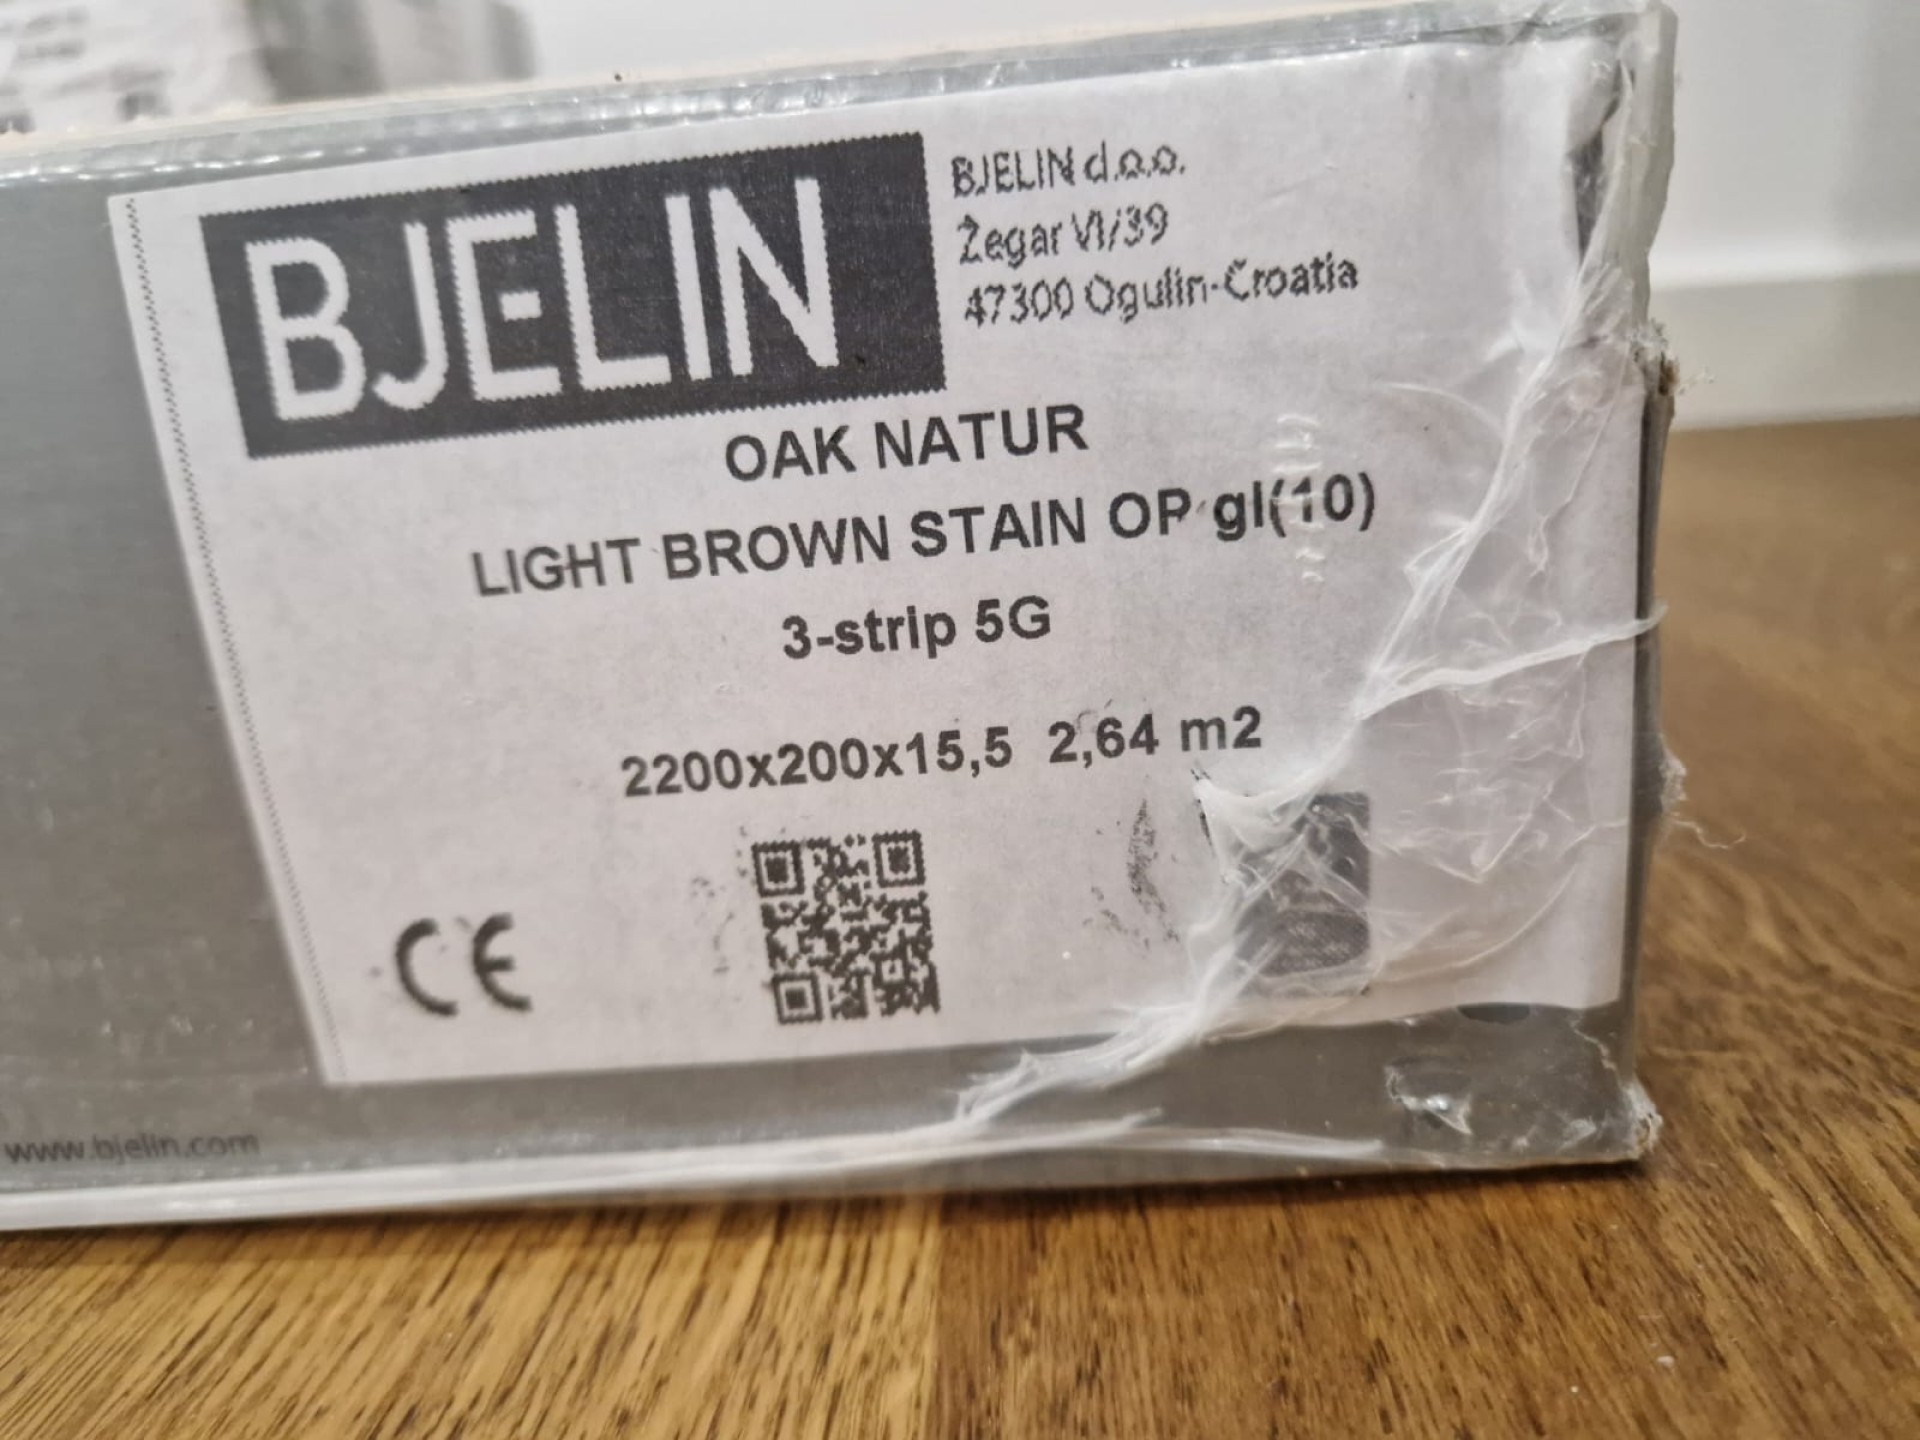 BJELIN
BJELIN d.o.o.
Žegar VI/39
47300 Ogulin-Croatia
OAK NATUR
LIGHT BROWN STAIN OP gl(10)
3-strip 5G
2200x200x15,5 2,64 m2
CE
www.bjelin.com